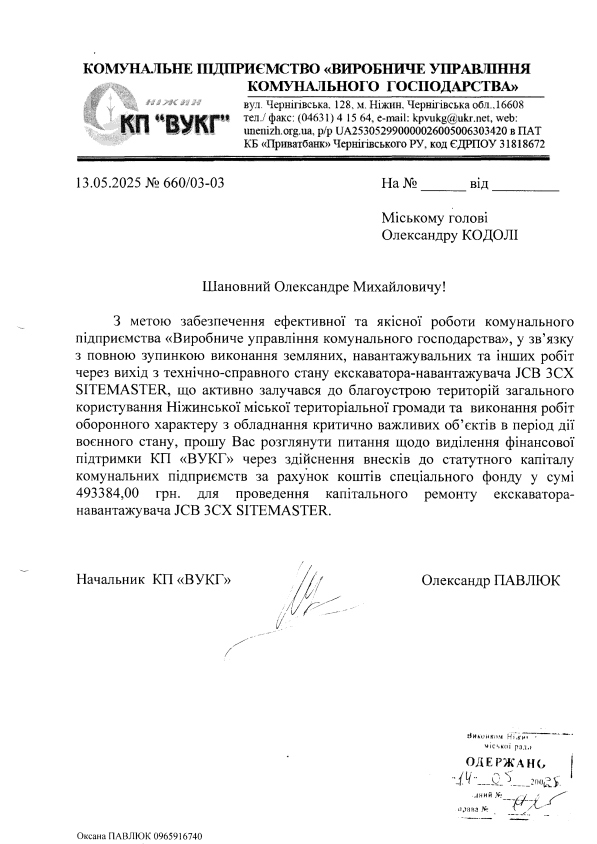 КОМУНАЛЬНЕ ПІДПРИЄМСТВО «ВИРОБНИЧЕ УПРАВЛІННЯ
КОМУНАЛЬНОГО ГОСПОДАРСТВА»
НІЖИН
КП "ВУКГ"
вул. Чернігівська, 128, м. Ніжин, Чернігівська обл.,16608
тел./ факс: (04631) 4 15 64, e-mail: kpvukg@ukr.net, web:
unenizh.org.ua, р/р UA253052990000026005006303420 в ПАТ
КБ «Приватбанк» Чернігівського РУ, код ЄДРПОУ 31818672
13.05.2025 № 660/03-03
На № ______ від _________
Міському голові
Олександру КОДОЛІ
Шановний Олександре Михайловичу!
З метою забезпечення ефективної та якісної роботи комунального
підприємства «Виробниче управління комунального господарства», у зв’язку
з повною зупинкою виконання земляних, навантажувальних та інших робіт
через вихід з технічно-справного стану екскаватора-навантажувача JCB 3CX
SITEMASTER, що активно залучався до благоустрою територій загального
користування Ніжинської міської територіальної громади та виконання робіт
оборонного характеру з обладнання критично важливих об’єктів в період дії
воєнного стану, прошу Вас розглянути питання щодо виділення фінансової
підтримки КП «ВУКГ» через здійснення внесків до статутного капіталу
комунальних підприємств за рахунок коштів спеціального фонду у сумі
493384,00 грн. для проведення капітального ремонту екскаватора-
навантажувача JCB 3CX SITEMASTER.
Начальник КП «ВУКГ»
Олександр ПАВЛЮК
Виконком Ніжин
міської ради
ОДЕРЖАНО
14 05
№
№
Оксана ПАВЛЮК 0965916740